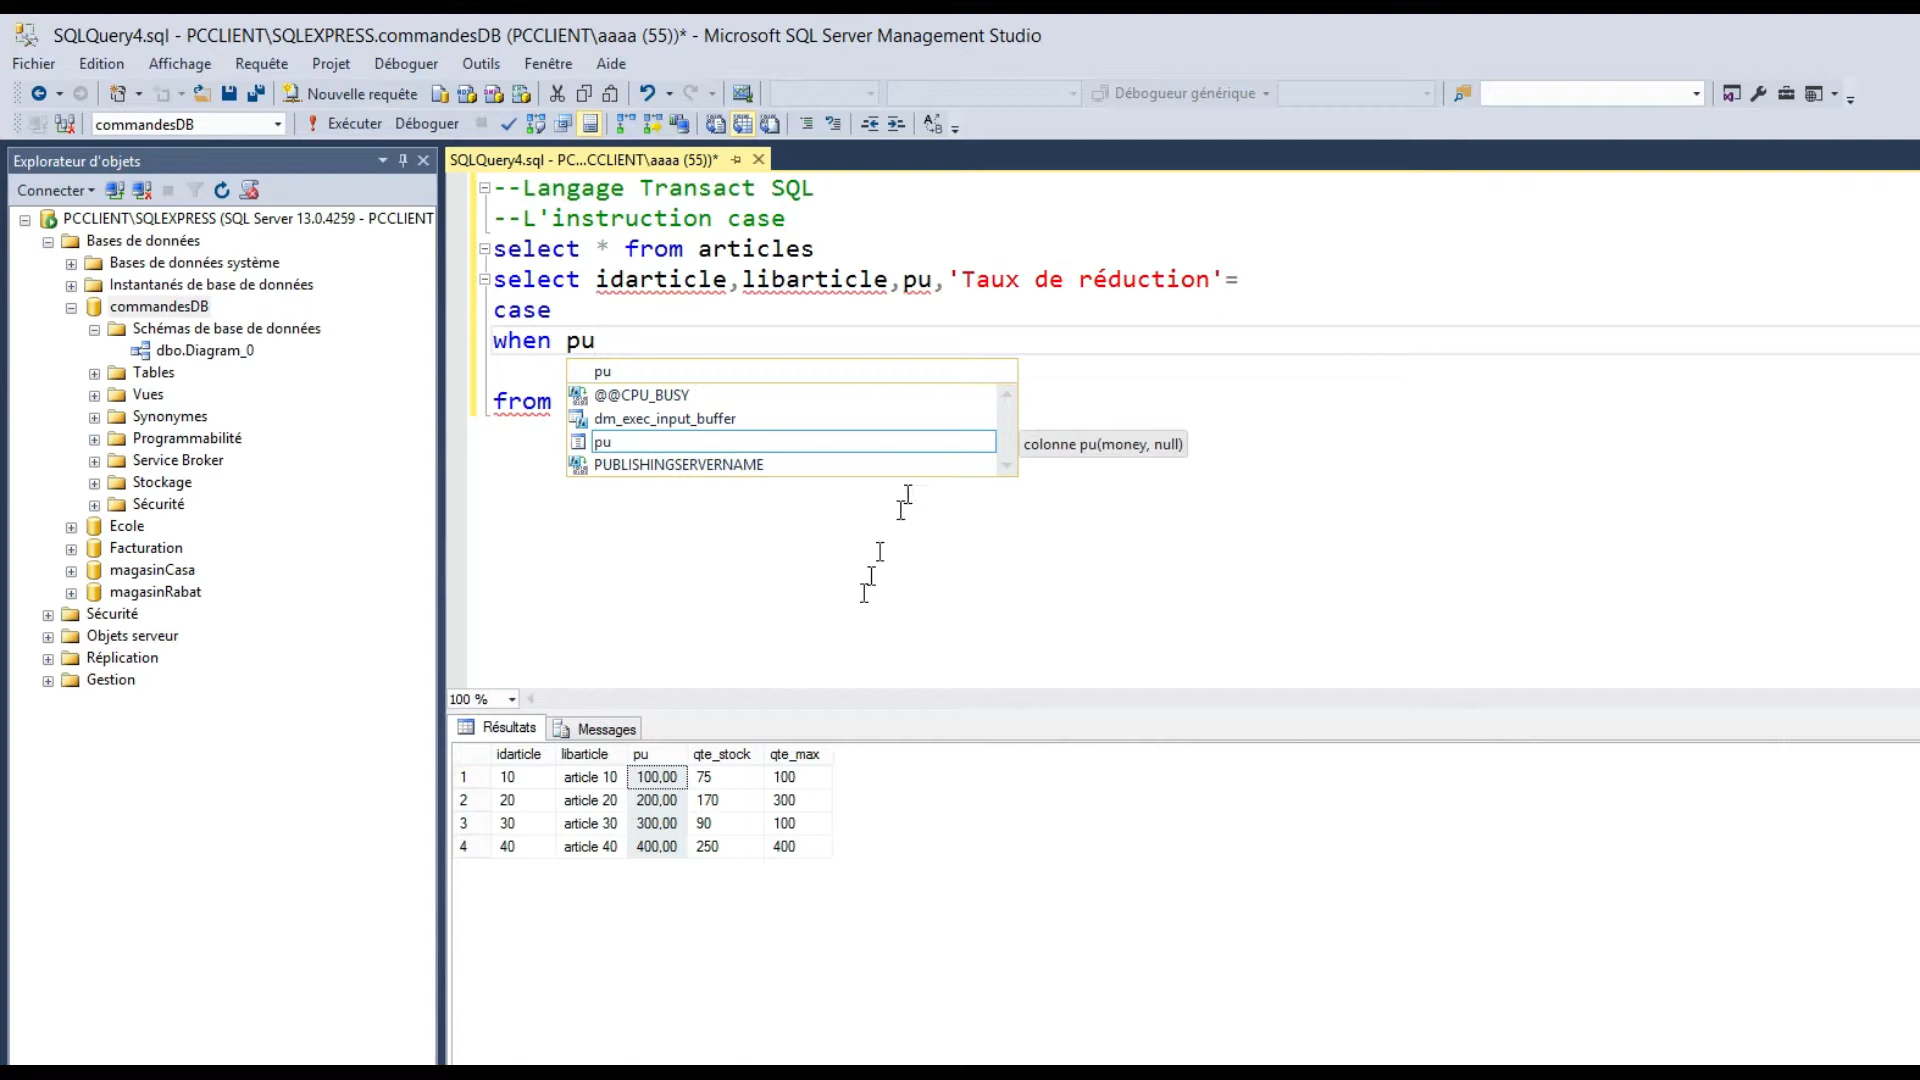 SQLQuery4.sql - PCCLIENT\SQLEXPRESS.commandesDB (PCCLIENT\aaaa (55))* - Microsoft SQL Server Management Studio
Fichier Edition Affichage Requête Projet Déboguer Outils Fenêtre Aide
Nouvelle requête Débogueur générique
commandesDB Exécuter Déboguer
Explorateur d'objets
SQLQuery4.sql - PC...CCLIENT\aaaa (55))*
Connecter
PCCLIENT\SQLEXPRESS (SQL Server 13.0.4259 - PCCLIENT
Bases de données
Bases de données système
Instantanés de base de données
commandesDB
Schémas de base de données
dbo.Diagram_0
Tables
Vues
Synonymes
Programmabilité
Service Broker
Stockage
Sécurité
Ecole
Facturation
magasinCasa
magasinRabat
Sécurité
Objets serveur
Réplication
Gestion
--Langage Transact SQL
--L'instruction case
select * from articles
select idarticle,libarticle,pu,'Taux de réduction'=
case
when pu
from
pu
@@CPU_BUSY
dm_exec_input_buffer
pu
PUBLISHINGSERVERNAME
colonne pu(money, null)
100 %
Résultats Messages
idarticle libarticle pu qte_stock qte_max
1 10 article 10 100,00 75 100
2 20 article 20 200,00 170 300
3 30 article 30 300,00 90 100
4 40 article 40 400,00 250 400